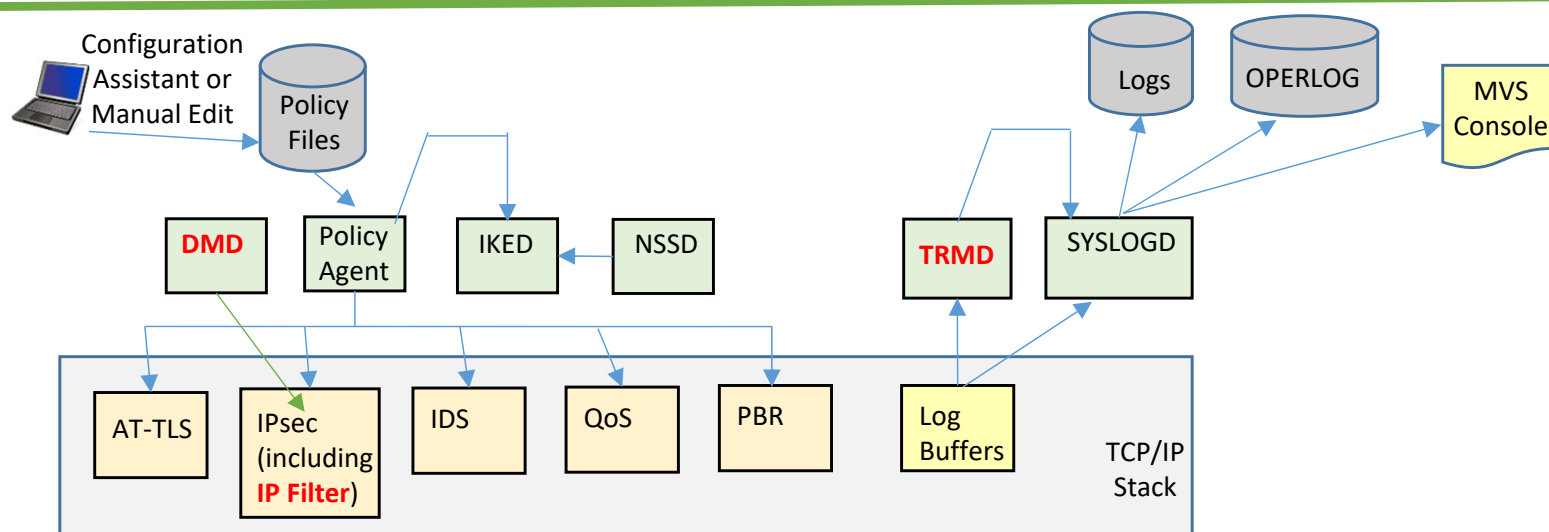 Configuration
Assistant or
Manual Edit
Policy
Files
Logs
OPERLOG
MVS
Console
DMD
Policy
Agent
IKED
NSSD
TRMD
SYSLOGD
AT-TLS
IPsec
(including
IP Filter)
IDS
QoS
PBR
Log
Buffers
TCP/IP
Stack